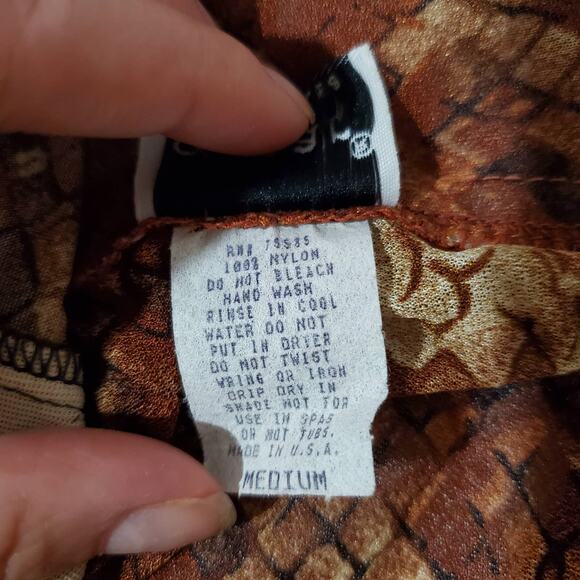 RN# 75585
100% NYLON
DO NOT BLEACH
HAND WASH
RINSE IN COOL
WATER DO NOT
PUT IN DRYER
DO NOT TWIST
WRING OR IRON
DRIP DRY IN
SHADE NOT FOR
USE IN SPAS
OR HOT TUBS.
MADE IN U.S.A.
MEDIUM